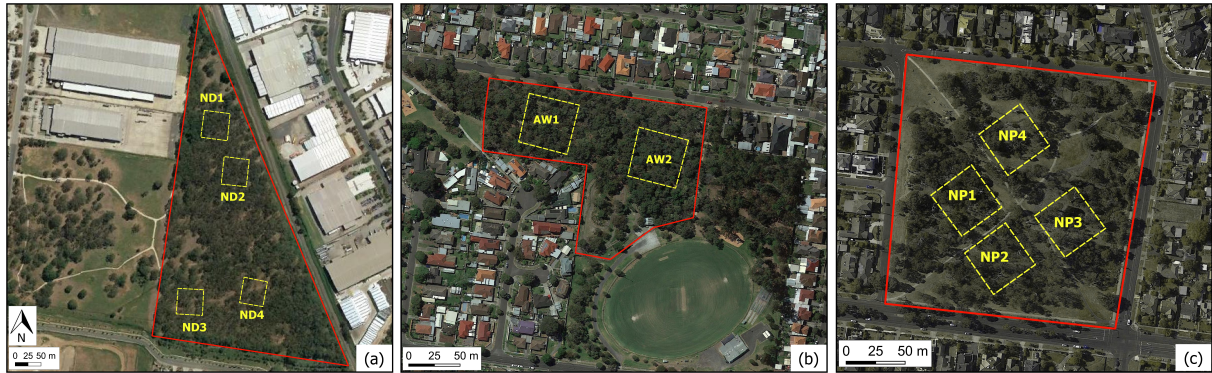 ND1
ND2
ND3
ND4
N
0 25 50 m
(a)
AW1
AW2
0 25 50 m
(b)
NP4
NP1
NP3
NP2
0 25 50 m
(c)